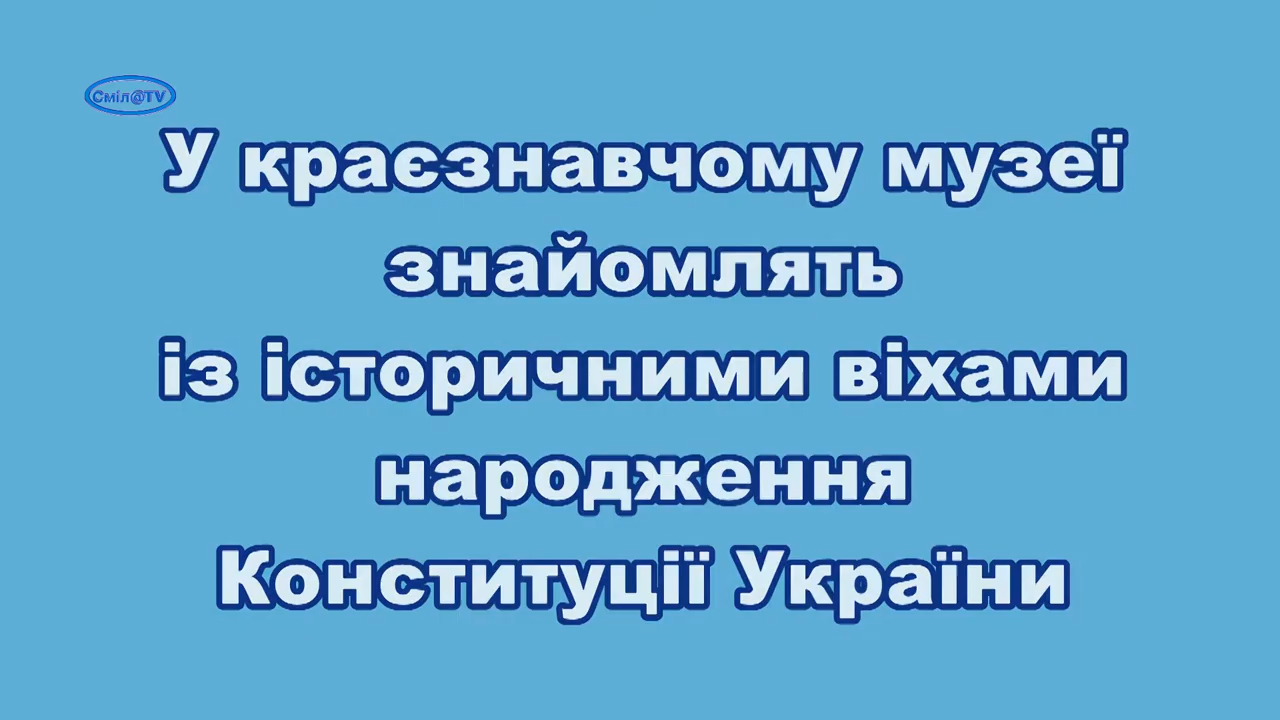 Сміл@TV
У краєзнавчому музеї
знайомлять
із історичними віхами
народження
Конституції України